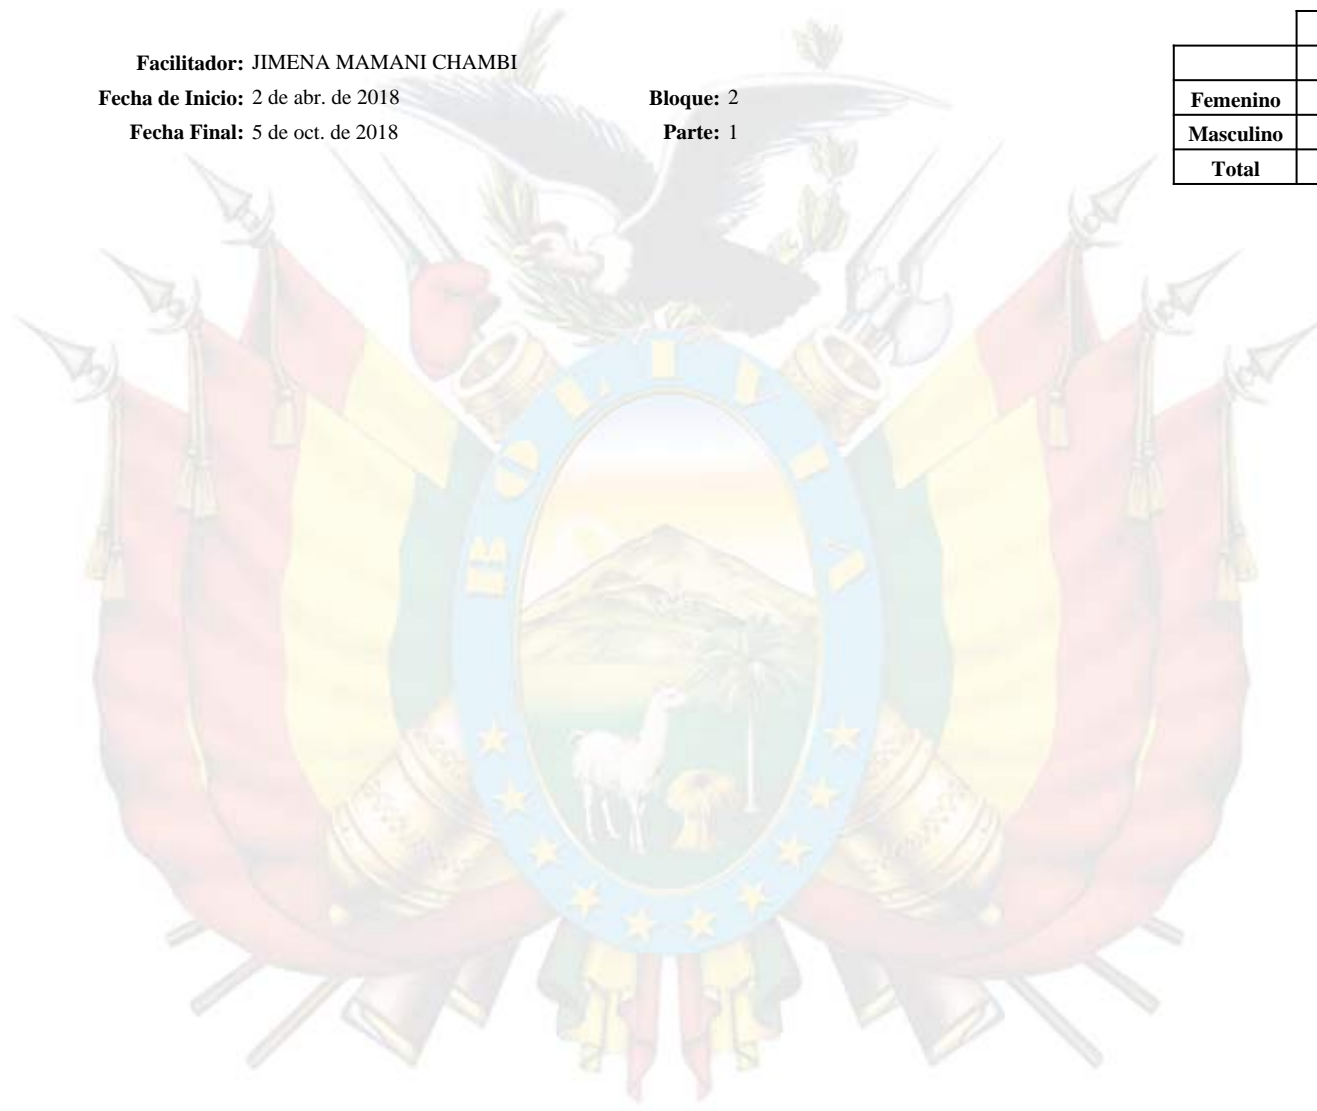 Facilitador: JIMENA MAMANI CHAMBI
Fecha de Inicio: 2 de abr. de 2018 Bloque: 2
Fecha Final: 5 de oct. de 2018 Parte: 1
Femenino
Masculino
Total
BOLIVIA